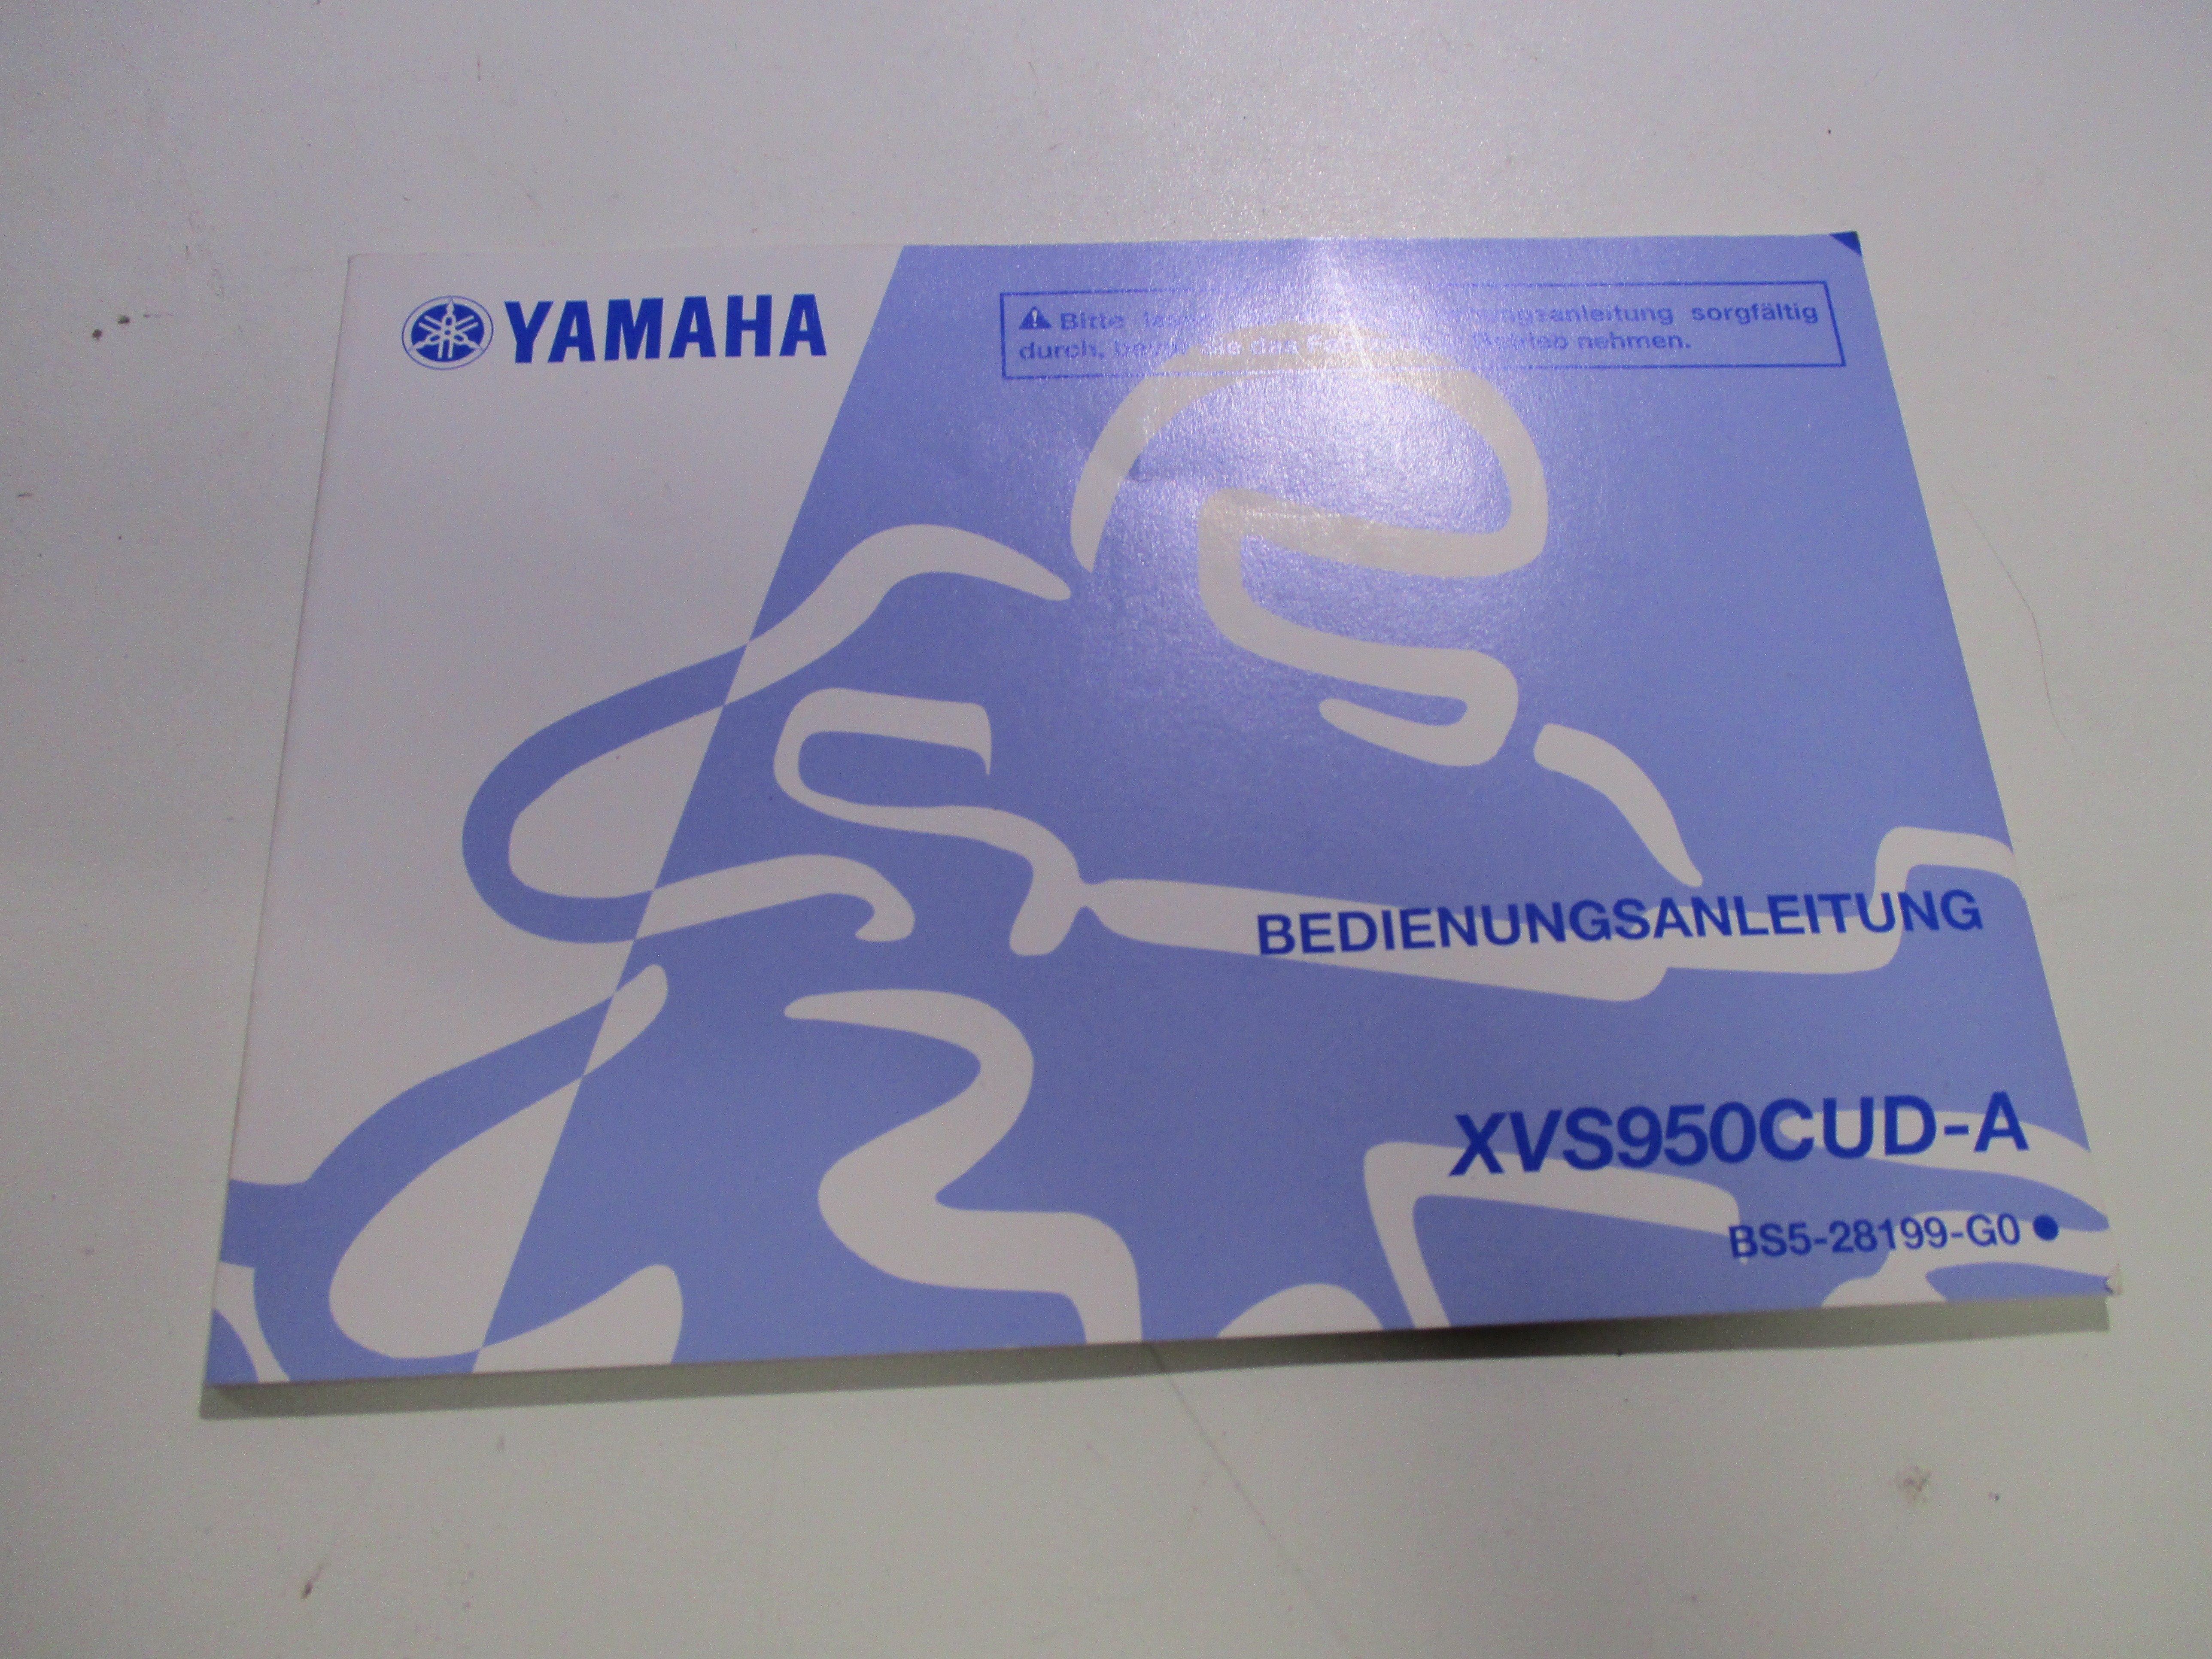 YAMAHA
Bitte sorgfältig
durch, nehmen.
BEDIENUNGSANLEITUNG
XVS950CUD-A
BS5-28199-G0